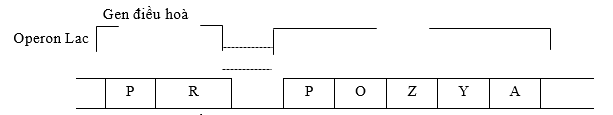 Gen điều hoà
Operon Lac
P R P O Z Y A